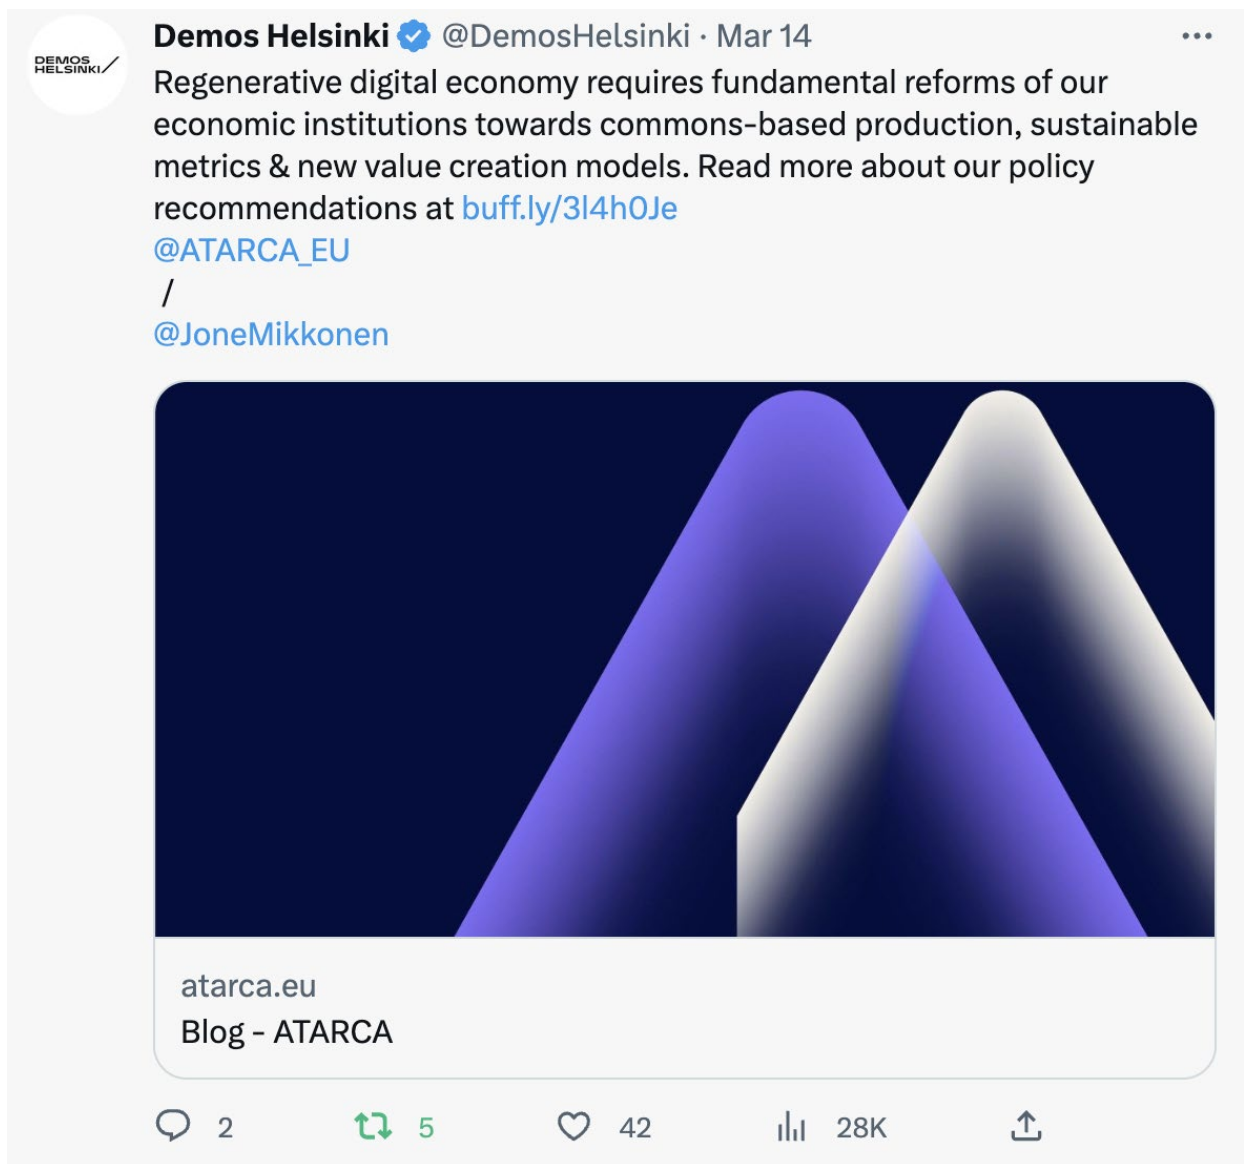 DEMOS
HELSINKI
Demos Helsinki @DemosHelsinki · Mar 14
Regenerative digital economy requires fundamental reforms of our
economic institutions towards commons-based production, sustainable
metrics & new value creation models. Read more about our policy
recommendations at buff.ly/3l4h0Je
@ATARCA_EU
/
@JoneMikkonen
atarca.eu
Blog - ATARCA
2 5 42 28K